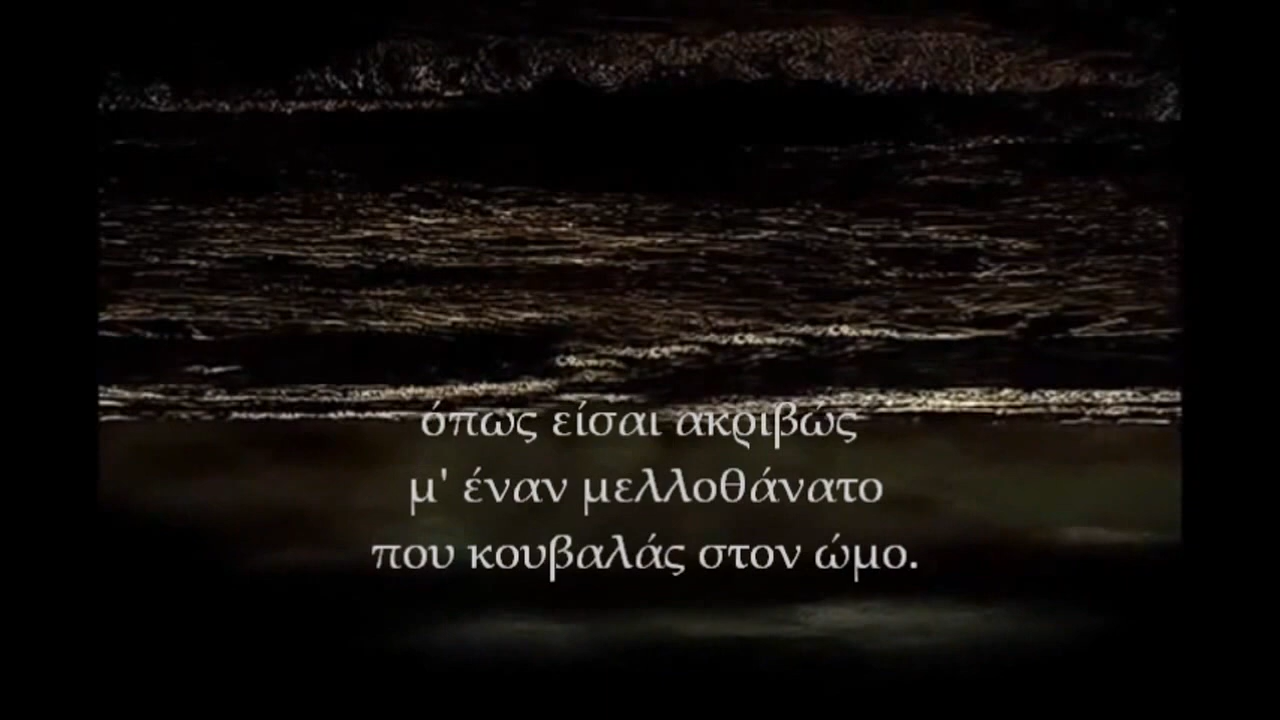 όπως είσαι ακριβώς
μ' έναν μελλοθάνατο
που κουβαλάς στον ώμο.